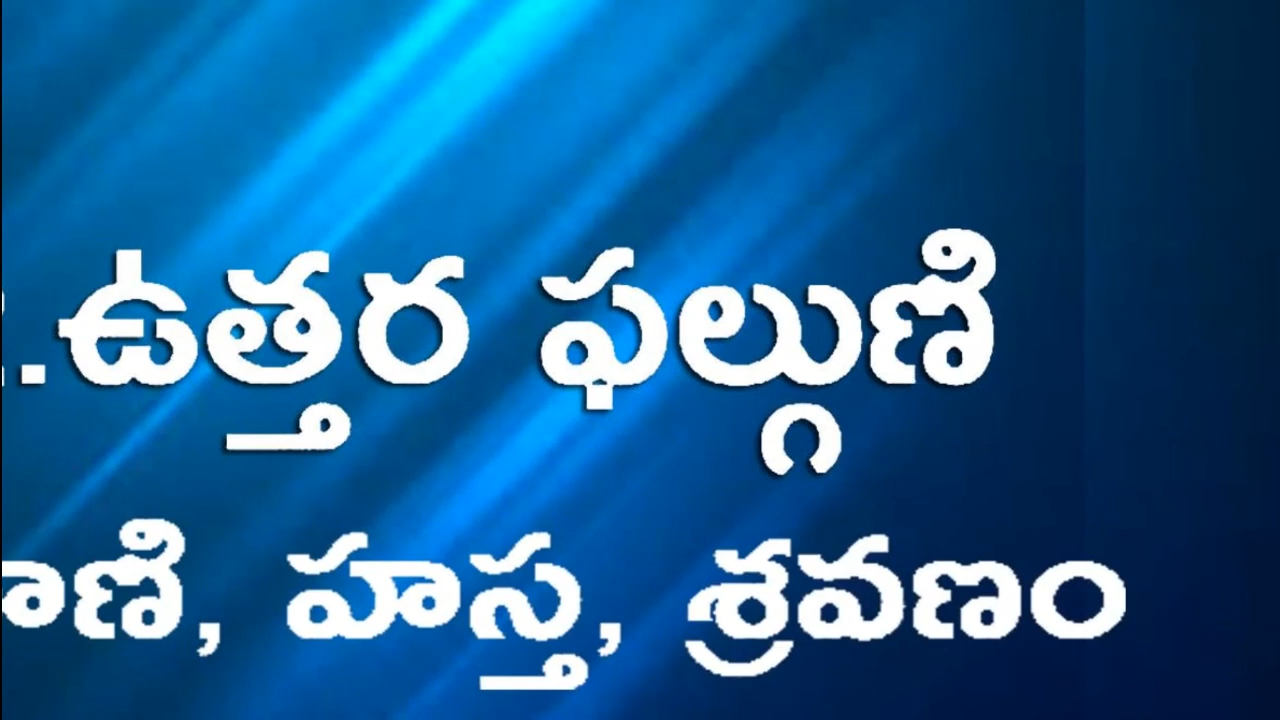 .ఉత్తర ఫల్గుణి
హస్త, శ్రవణం